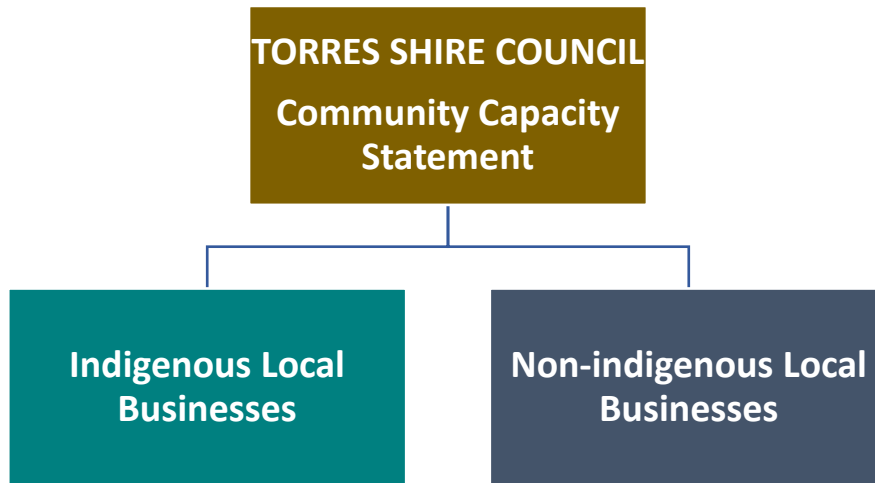 TORRES SHIRE COUNCIL
Community Capacity
Statement
Indigenous Local
Businesses
Non-indigenous Local
Businesses